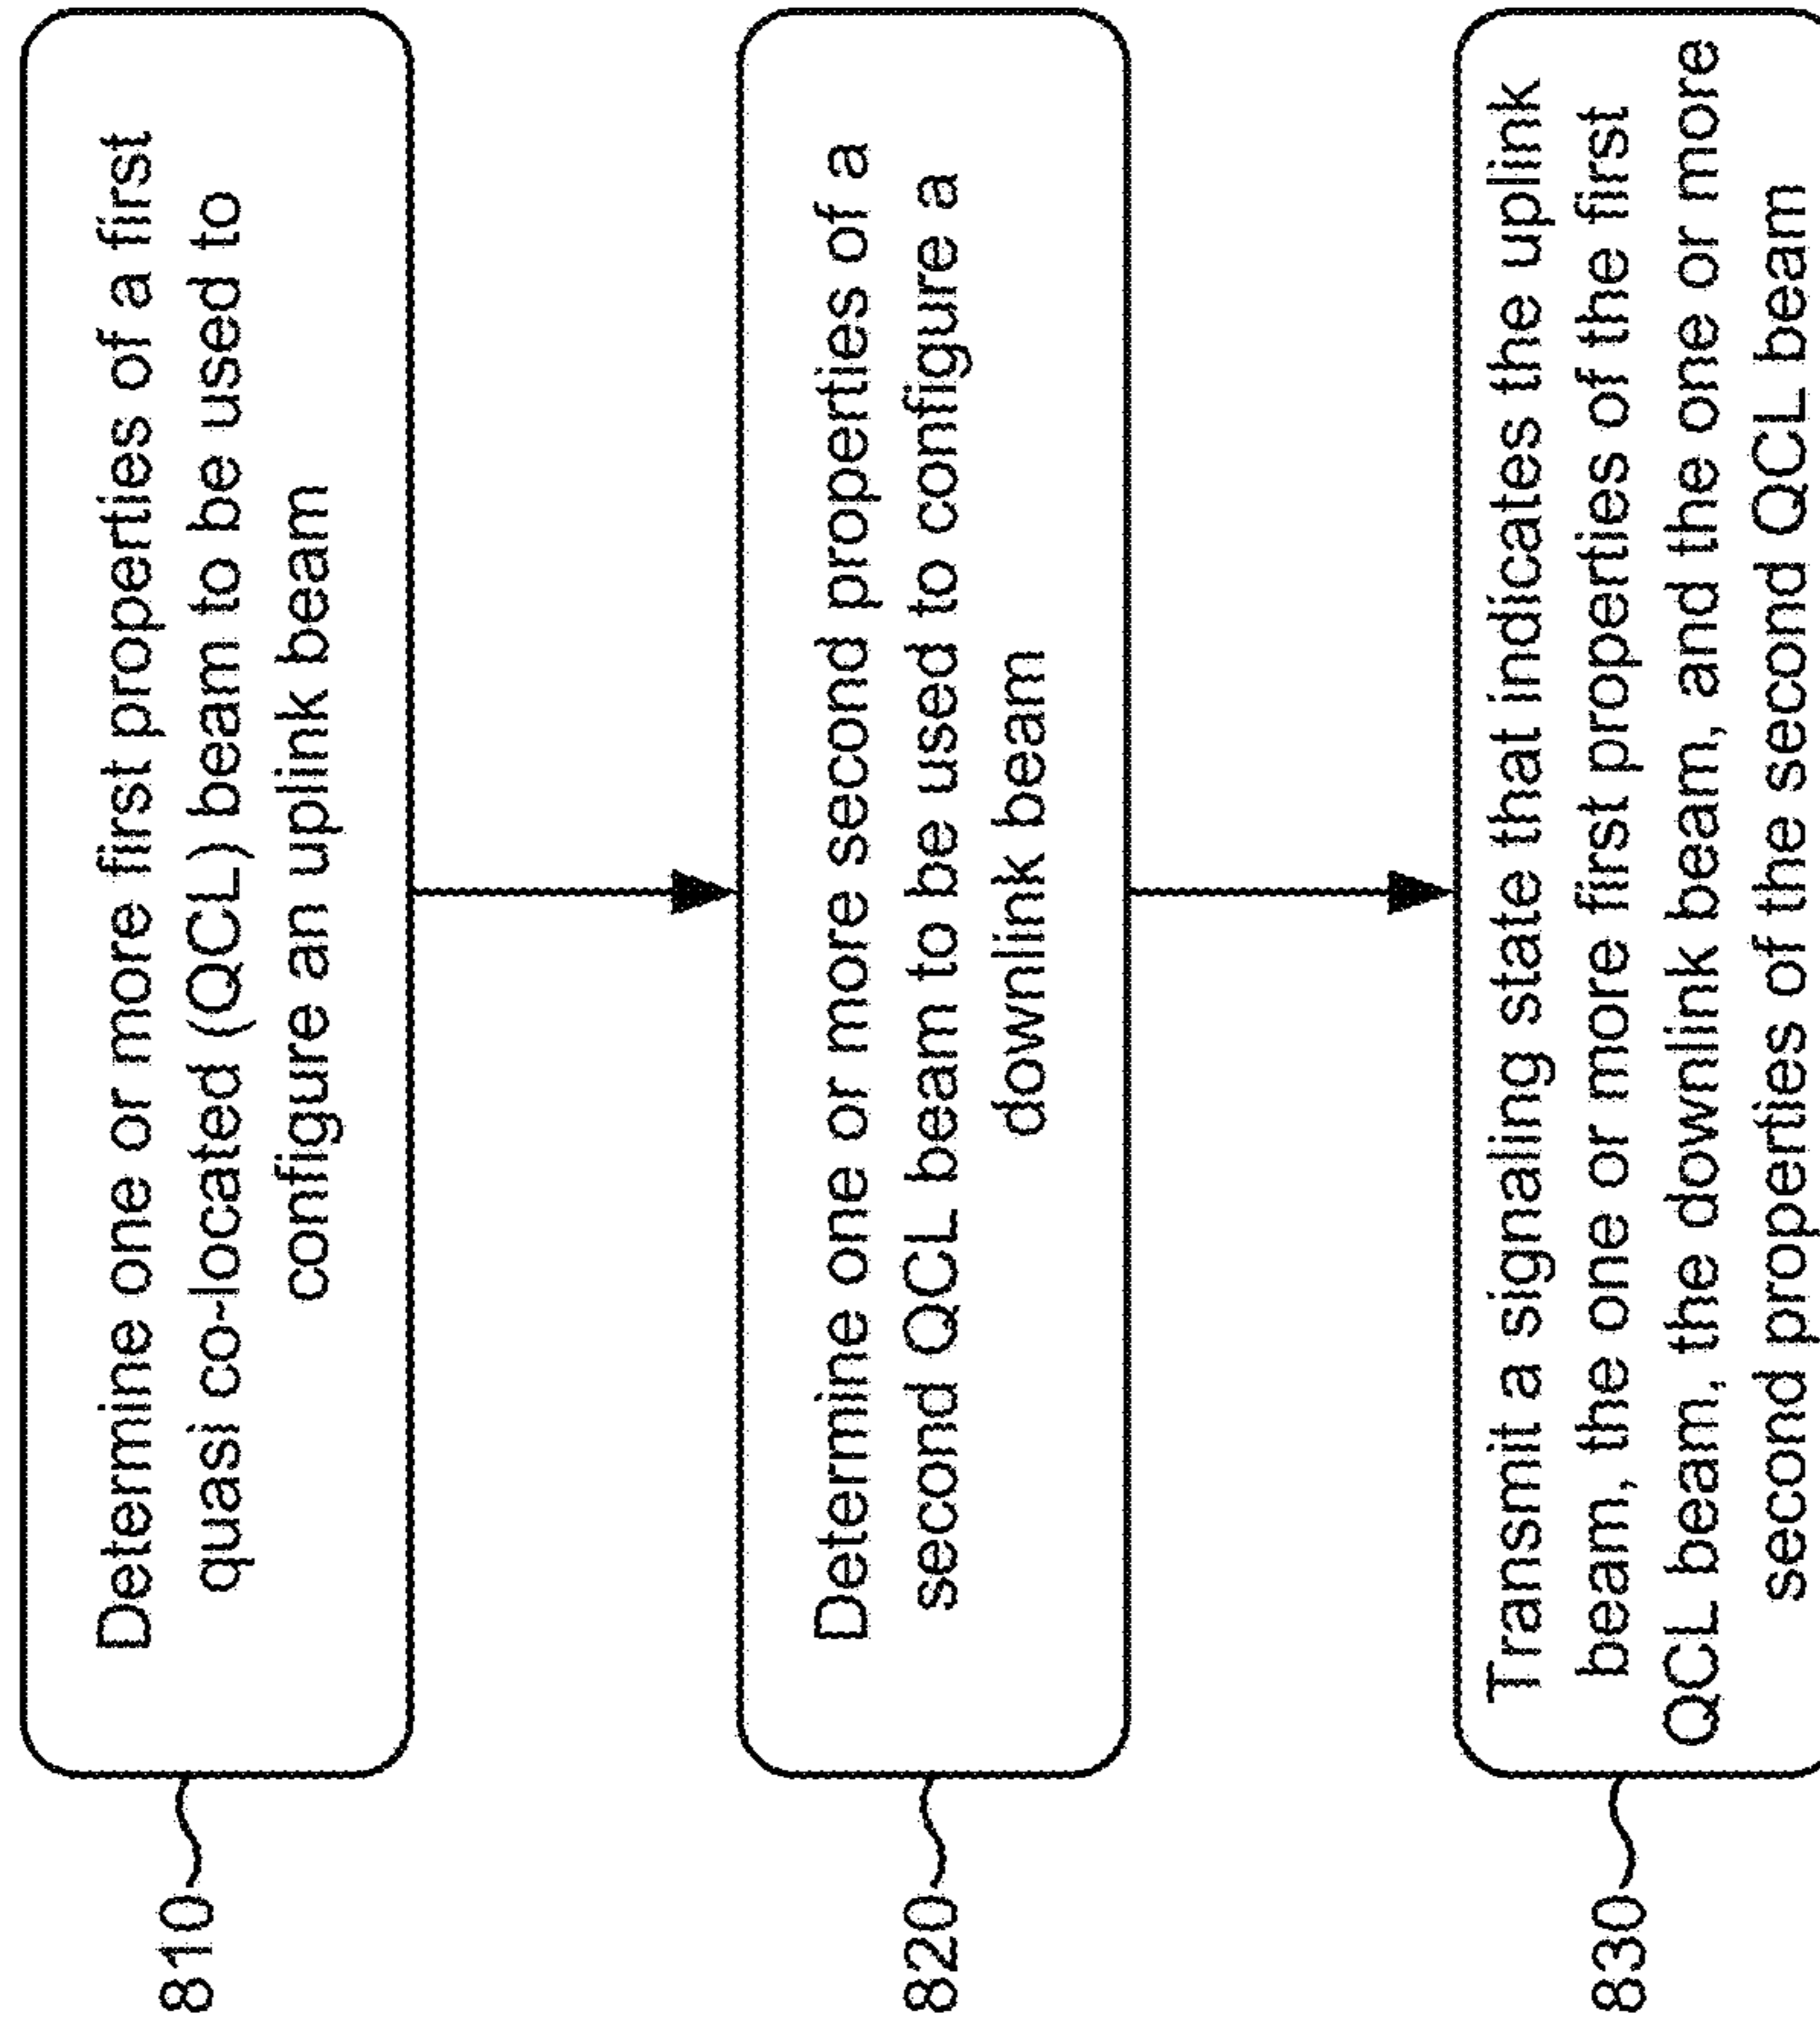 810
Determine one or more first properties of a first
quasi co-located (QCL) beam to be used to
configure an uplink beam
820
Determine one or more second properties of a
second QCL beam to be used to configure a
downlink beam
830
Transmit a signaling state that indicates the uplink
beam, the one or more first properties of the first
QCL beam, the downlink beam, and the one or more
second properties of the second QCL beam